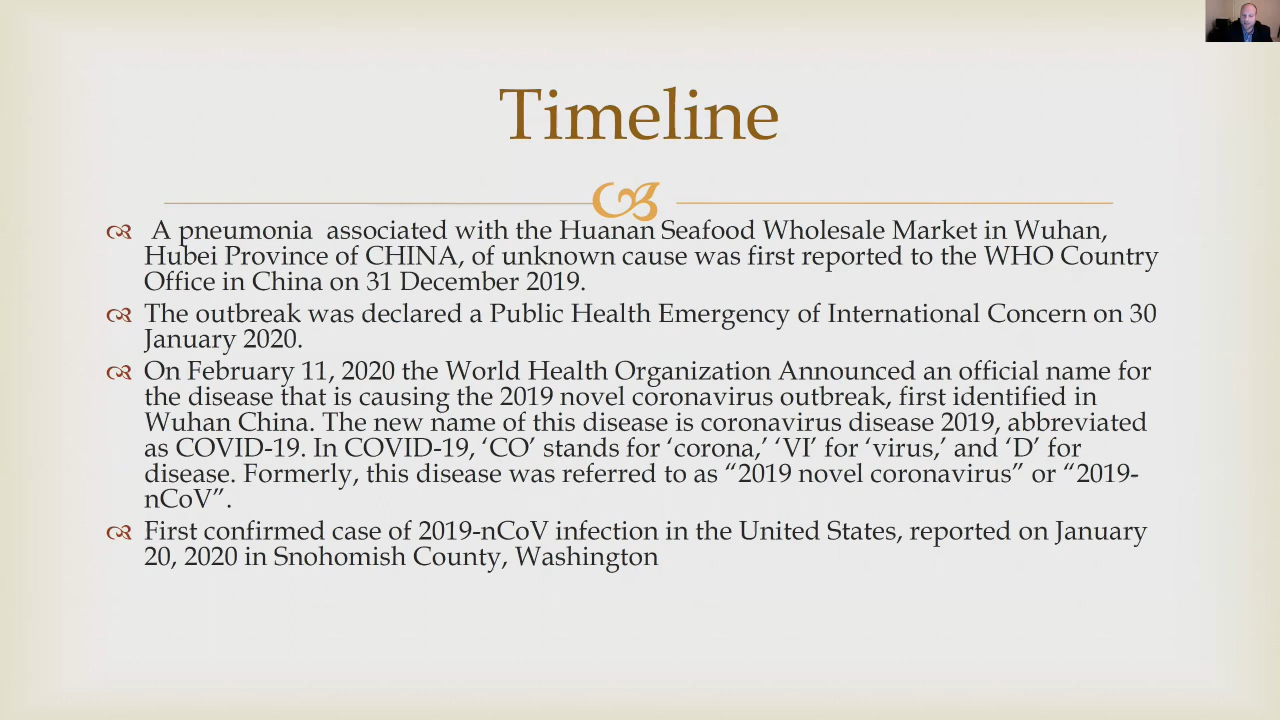 Timeline
A pneumonia  associated with the Huanan Seafood Wholesale Market in Wuhan,
Hubei Province of CHINA, of unknown cause was first reported to the WHO Country
Office in China on 31 December 2019.
The outbreak was declared a Public Health Emergency of International Concern on 30
January 2020.
On February 11, 2020 the World Health Organization Announced an official name for
the disease that is causing the 2019 novel coronavirus outbreak, first identified in
Wuhan China. The new name of this disease is coronavirus disease 2019, abbreviated
as COVID-19. In COVID-19, ‘CO’ stands for ‘corona,’ ‘VI’ for ‘virus,’ and ‘D’ for
disease. Formerly, this disease was referred to as “2019 novel coronavirus” or “2019-
nCoV”.
First confirmed case of 2019-nCoV infection in the United States, reported on January
20, 2020 in Snohomish County, Washington